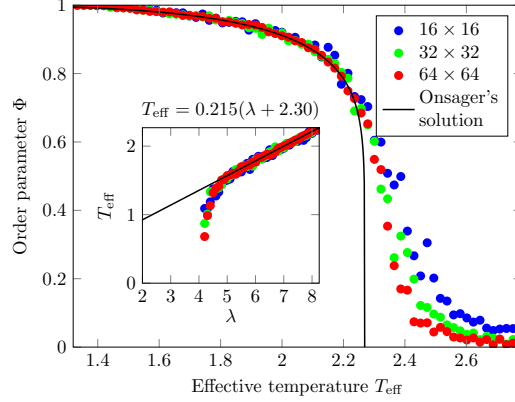 1
0.8
0.6
0.4
0.2
0
Order parameter Φ
16 × 16
32 × 32
64 × 64
Onsager's
solution
T_eff = 0.215(λ + 2.30)
2
1
0
T_eff
2 3 4 5 6 7 8
λ
1.4 1.6 1.8 2 2.2 2.4 2.6
Effective temperature T_eff